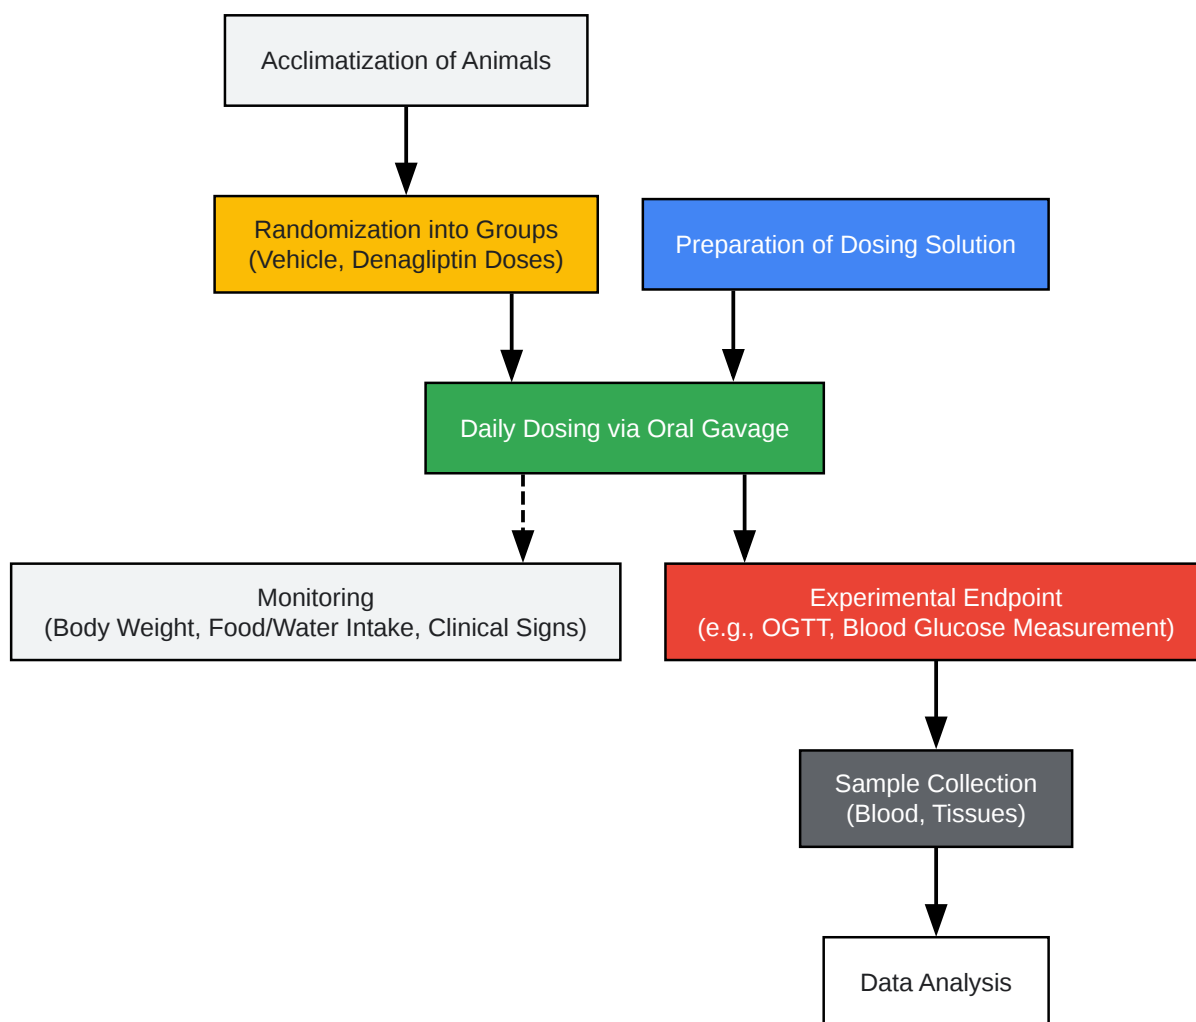 Acclimatization of Animals
Randomization into Groups
(Vehicle, Denagliptin Doses)
Preparation of Dosing Solution
Daily Dosing via Oral Gavage
Monitoring
(Body Weight, Food/Water Intake, Clinical Signs)
Experimental Endpoint
(e.g., OGTT, Blood Glucose Measurement)
Sample Collection
(Blood, Tissues)
Data Analysis